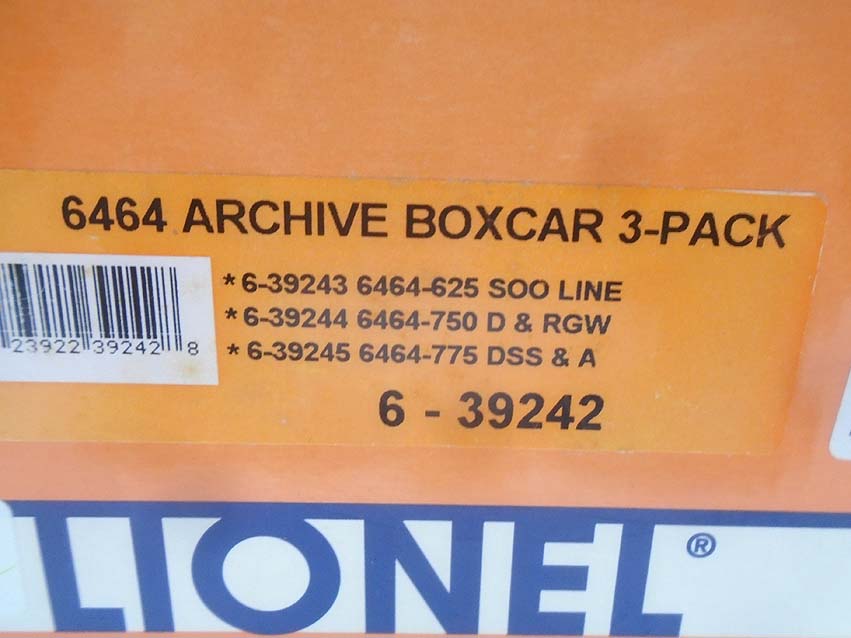 6464 ARCHIVE BOXCAR 3-PACK
* 6-39243 6464-625 SOO LINE
* 6-39244 6464-750 D & RGW
* 6-39245 6464-775 DSS & A
23922 39242 8
6 - 39242
LIONEL ®